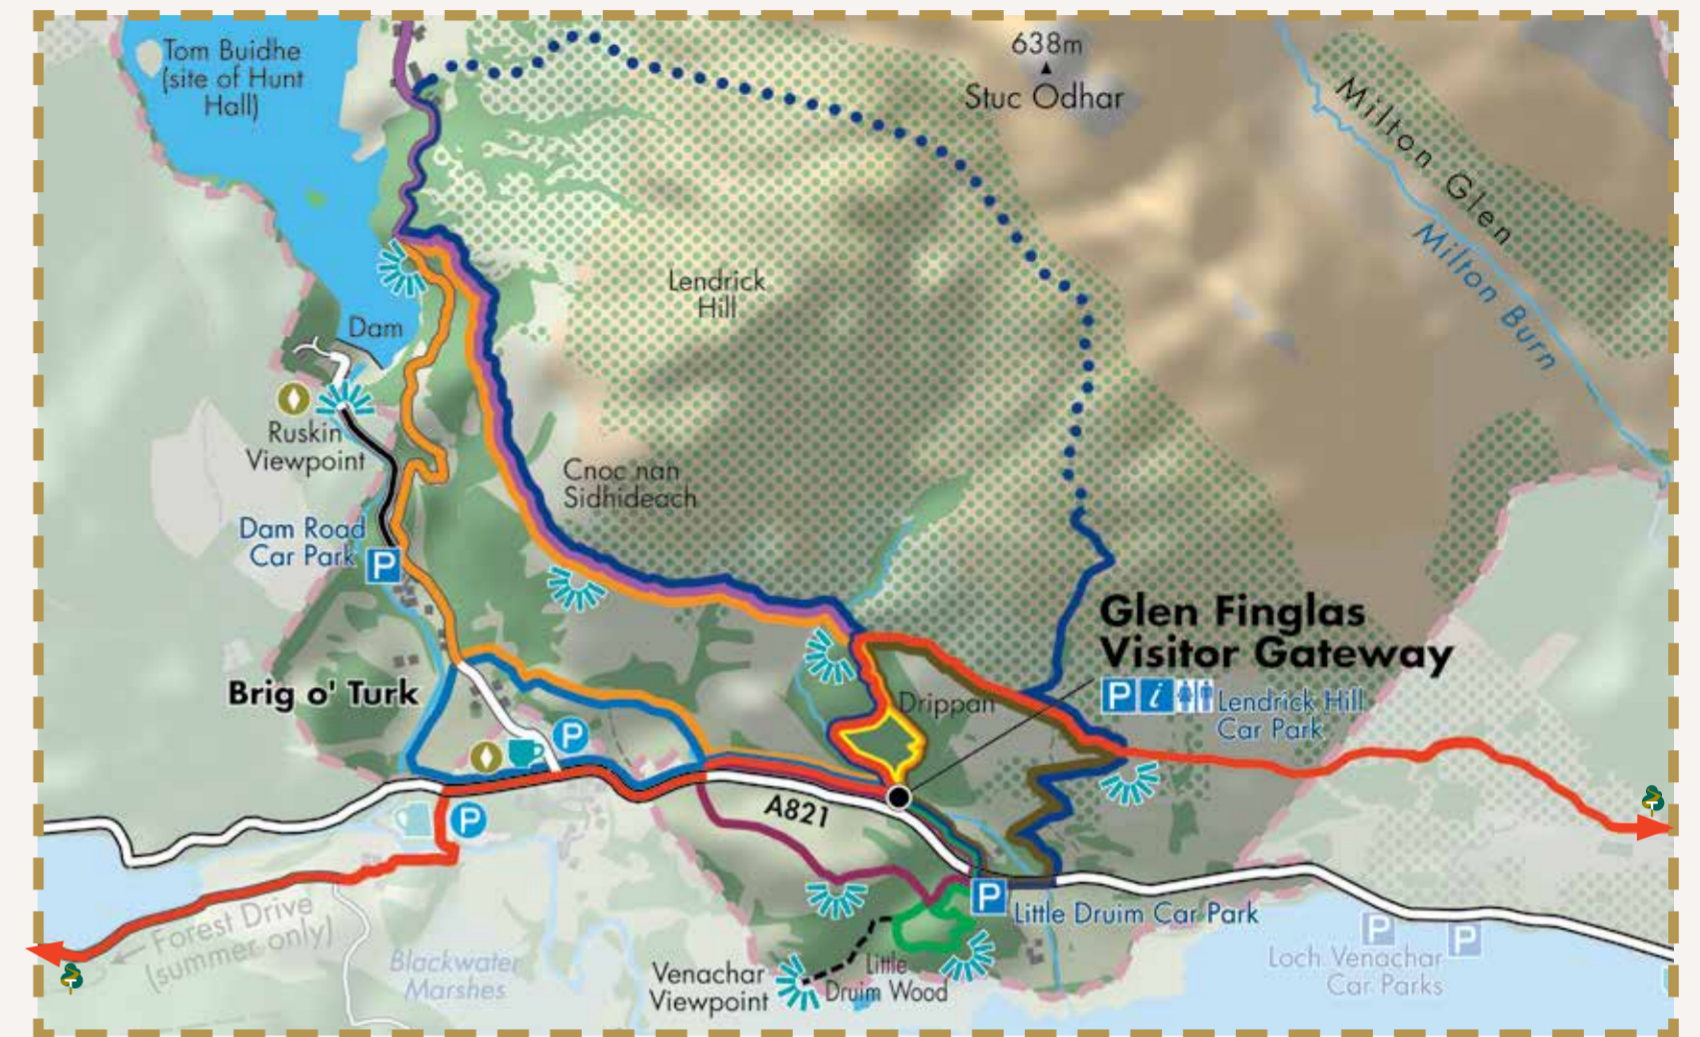 Tom Buidhe
(site of Hunt
Hall)
638m
Stuc Odhar
Milton Glen
Milton Burn
Lendrick
Hill
Dam
Ruskin
Viewpoint
Cnoc nan
Sidhideach
Dam Road
Car Park
P
Glen Finglas
Visitor Gateway
P i
Lendrick Hill
Car Park
Brig o' Turk
Drippan
P
A821
P
P
Little Druim Car Park
Forest Drive
(summer only)
Blackwater
Marshes
Venachar
Viewpoint
Little
Druim Wood
P P
Loch Venachar
Car Parks